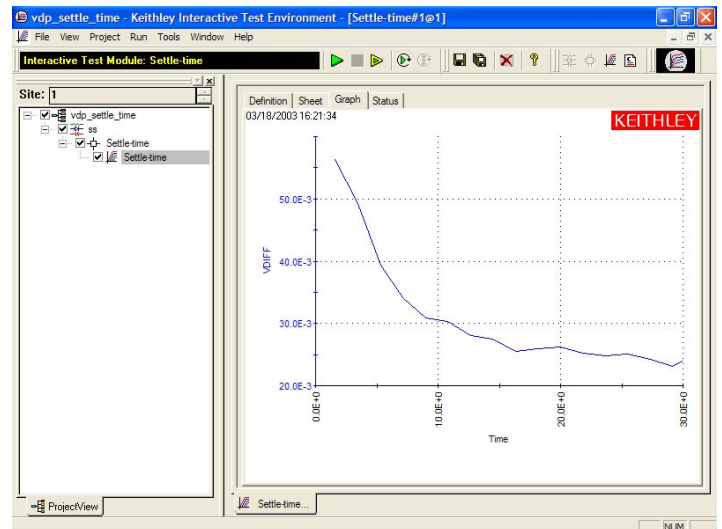 vdp_settle_time - Keithley Interactive Test Environment - [Settle-time#1@1]
File View Project Run Tools Window Help
Interactive Test Module: Settle-time
Site: 1
vdp_settle_time
ss
Settle-time
Settle-time
ProjectView
Definition Sheet Graph Status
03/18/2003 16:21:34
KEITHLEY
50.0E-3
40.0E-3
30.0E-3
20.0E-3
VDIFF
0.0E+0
10.0E+0
20.0E+0
30.0E+0
Time
Settle-time...
NUM